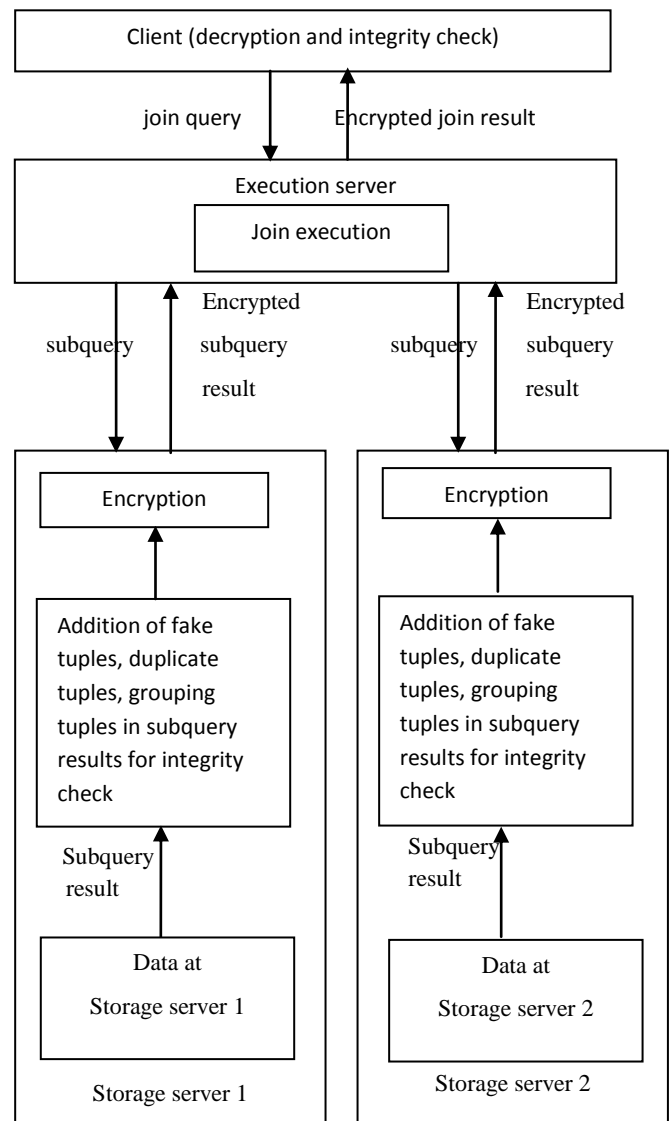 Client (decryption and integrity check)
join query
Encrypted join result
Execution server
Join execution
subquery
Encrypted
subquery
result
subquery
Encrypted
subquery
result
Encryption
Addition of fake
tuples, duplicate
tuples, grouping
tuples in subquery
results for integrity
check
Subquery
result
Data at
Storage server 1
Storage server 1
Encryption
Addition of fake
tuples, duplicate
tuples, grouping
tuples in subquery
results for integrity
check
Subquery
result
Data at
Storage server 2
Storage server 2